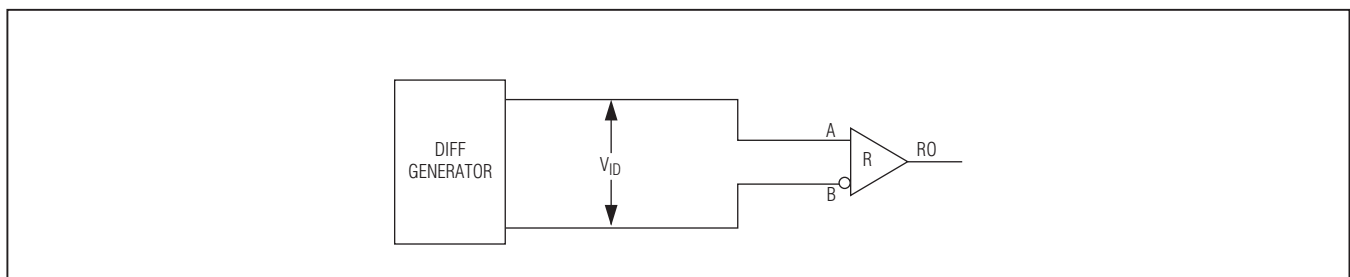 DIFF
GENERATOR
VID
A
B
R
RO